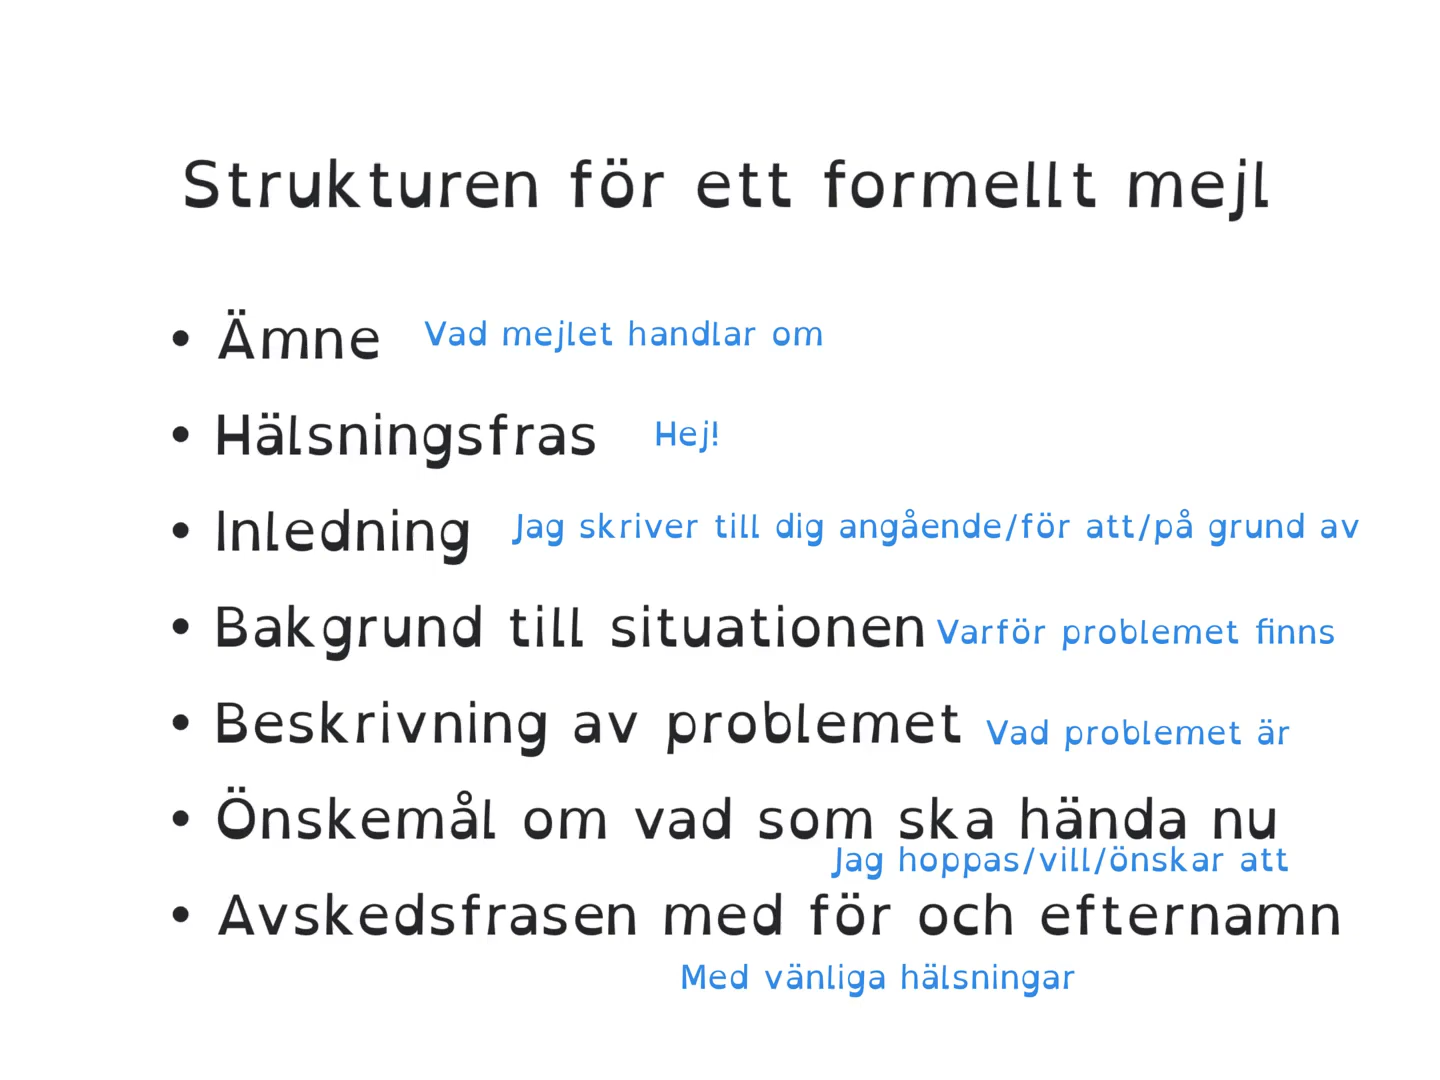 Strukturen för ett formellt mejl
• Ämne Vad mejlet handlar om
• Hälsningsfras Hej!
• Inledning Jag skriver till dig angående/för att/på grund av
• Bakgrund till situationen Varför problemet finns
• Beskrivning av problemet Vad problemet är
• Önskemål om vad som ska hända nu
Jag hoppas/vill/önskar att
• Avskedsfrasen med för och efternamn
Med vänliga hälsningar